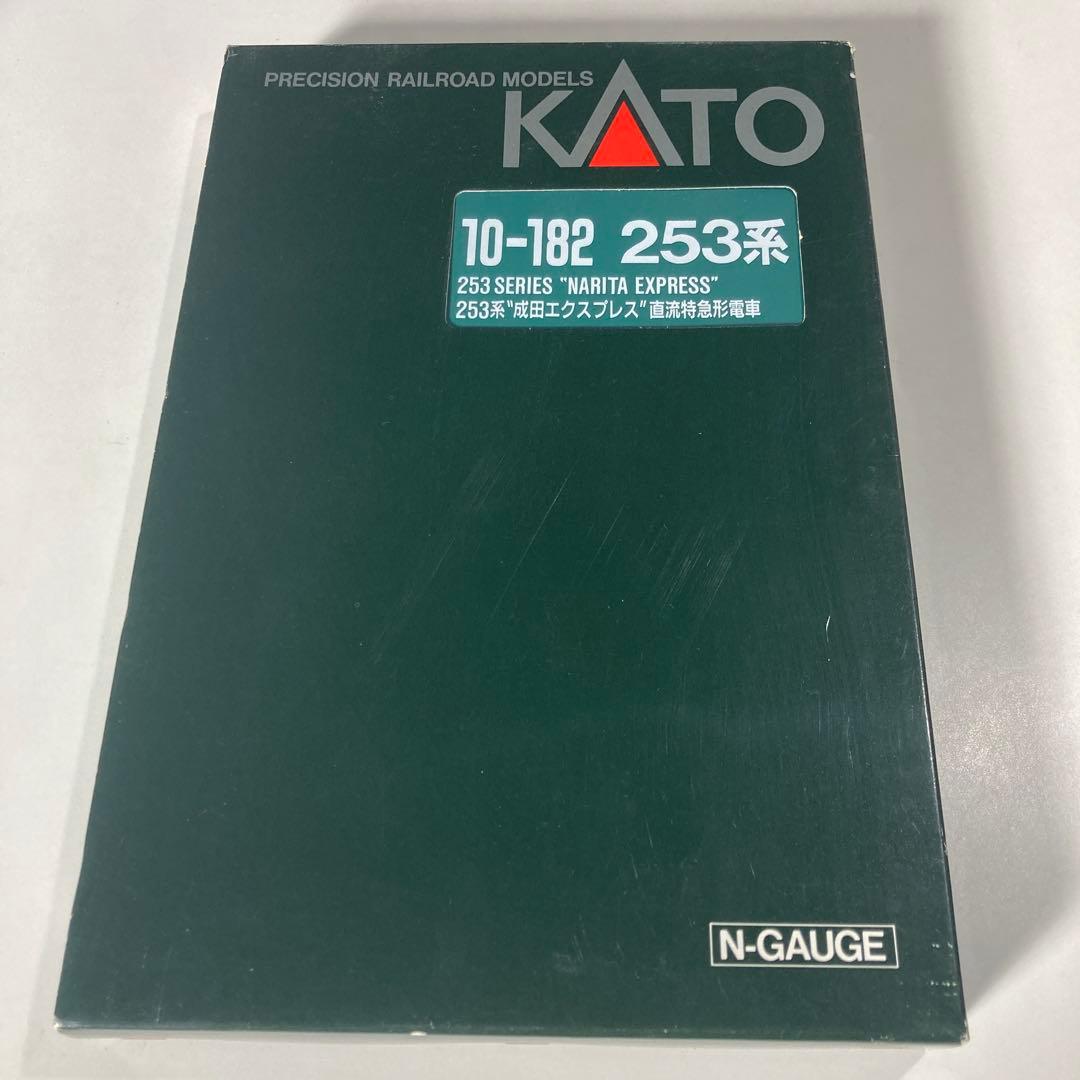 PRECISION RAILROAD MODELS
KATO
10-182 253系
253 SERIES "NARITA EXPRESS"
253系"成田エクスプレス"直流特急形電車
N-GAUGE